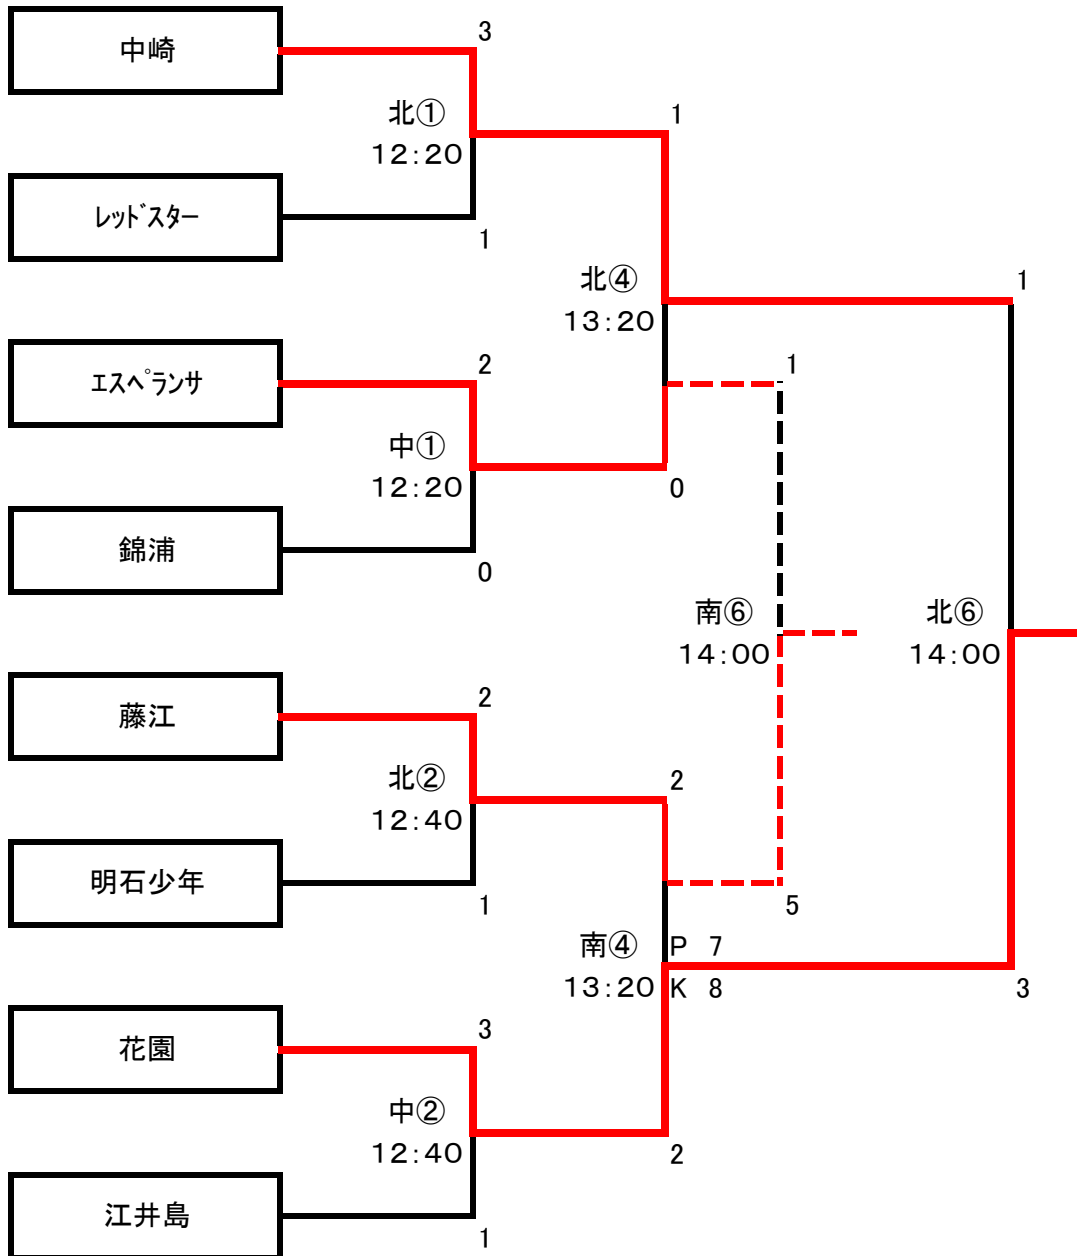 中崎
3
北①
12:20
1
レッドスター
1
北④
13:20
1
エスペランサ
2
1
中①
12:20
0
錦浦
0
南⑥
14:00
北⑥
14:00
藤江
2
北②
12:40
2
明石少年
1
5
南④
P 7
13:20
K 8
3
花園
3
中②
12:40
2
江井島
1